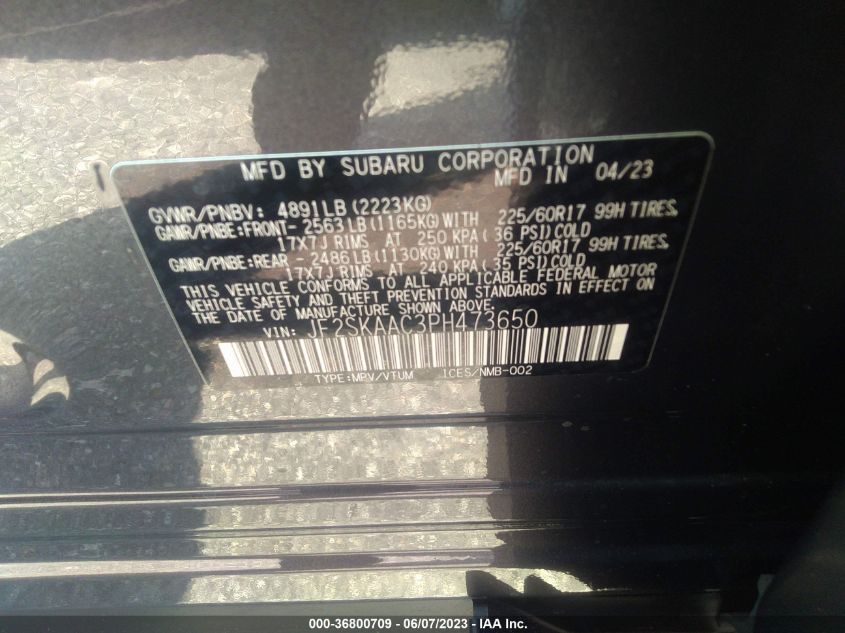 MFD BY SUBARU CORPORATION
MFD IN 04/23
GVWR/PNBV: 4891LB (2223KG)
GAWR/PNBE:FRONT- 2563LB (1165KG) WITH 225/60R17 99H TIRES,
17X7J RIMS AT 250 KPA ( 36 PSI) COLD
GAWR/PNBE:REAR - 2486LB (1130KG) WITH 225/60R17 99H TIRES,
17X7J RIMS AT 240 KPA ( 35 PSI) COLD
THIS VEHICLE CONFORMS TO ALL APPLICABLE FEDERAL MOTOR
VEHICLE SAFETY AND THEFT PREVENTION STANDARDS IN EFFECT ON
THE DATE OF MANUFACTURE SHOWN ABOVE.
VIN: JF2SKAAC3PH473650
TYPE:MPV/VTUM ICES/NMB-002
000-36800709 - 06/07/2023 - IAA Inc.